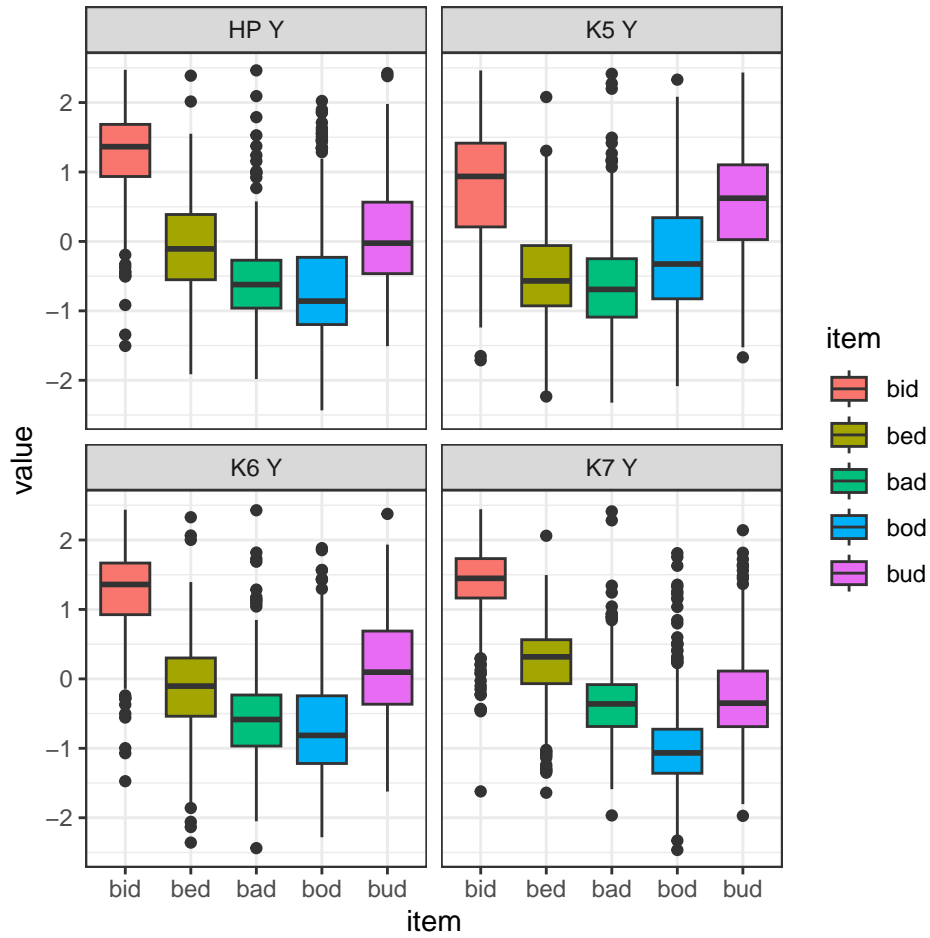 HP Y K5 Y
2
1
0
−1
−2
value
K6 Y K7 Y
2
1
0
−1
−2
bid bed bad bod bud bid bed bad bod bud
item
item
bid
bed
bad
bod
bud